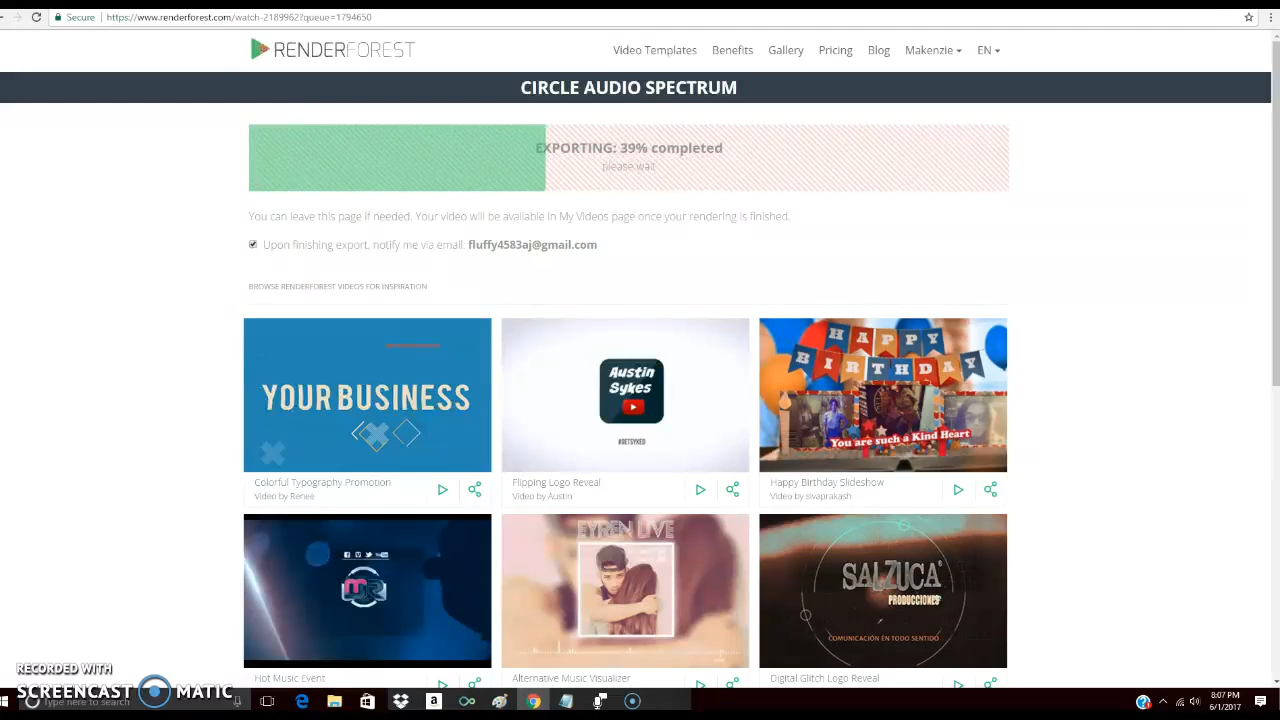 Secure
https://www.renderforest.com/watch-2189962?queue=1794650
RENDERFOREST
Video Templates
Benefits
Gallery
Pricing
Blog
Makenzie
EN
CIRCLE AUDIO SPECTRUM
EXPORTING: 39% completed
please wait
You can leave this page if needed. Your video will be available in My Videos page once your rendering is finished.
Upon finishing export, notify me via email: fluffy4583aj@gmail.com
BROWSE RENDERFOREST VIDEOS FOR INSPIRATION
YOUR BUSINESS
Austin
Sykes
#GETSYKED
HAPPY
BIRTHDAY
You are such a Kind Heart
Colorful Typography Promotion
Video by Renee
Flipping Logo Reveal
Video by Austin
Happy Birthday Slideshow
Video by sivaprakash
EYREN LIVE
SALZUCA
PRODUCCIONES
COMUNICACIÓN EN TODO SENTIDO
Hot Music Event
Alternative Music Visualizer
Digital Glitch Logo Reveal
RECORDED WITH
SCREENCAST MATIC
Type here to search
8:07 PM
6/1/2017